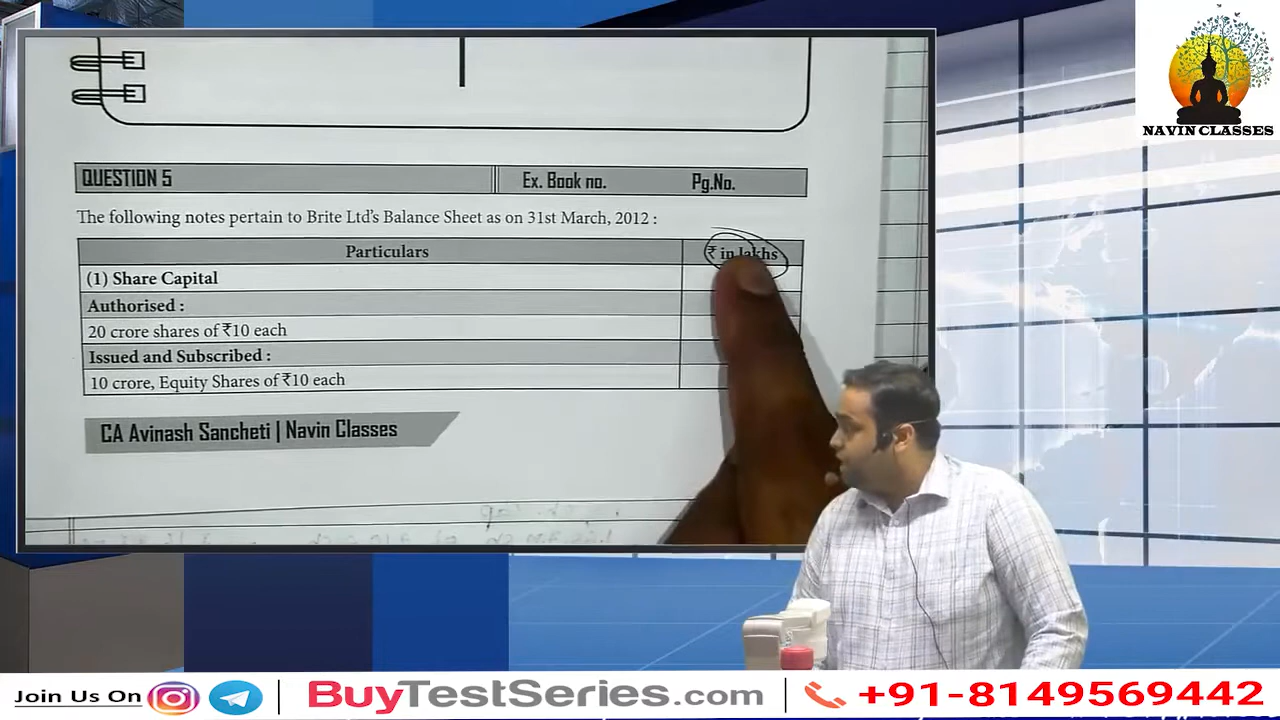 NAVIN CLASSES
QUESTION 5 Ex. Book no. Pg.No.
The following notes pertain to Brite Ltd's Balance Sheet as on 31st March, 2012 :
Particulars ₹ in lakhs
(1) Share Capital
Authorised :
20 crore shares of ₹10 each
Issued and Subscribed :
10 crore, Equity Shares of ₹10 each
CA Avinash Sancheti | Navin Classes
Join Us On BuyTestSeries.com +91-8149569442